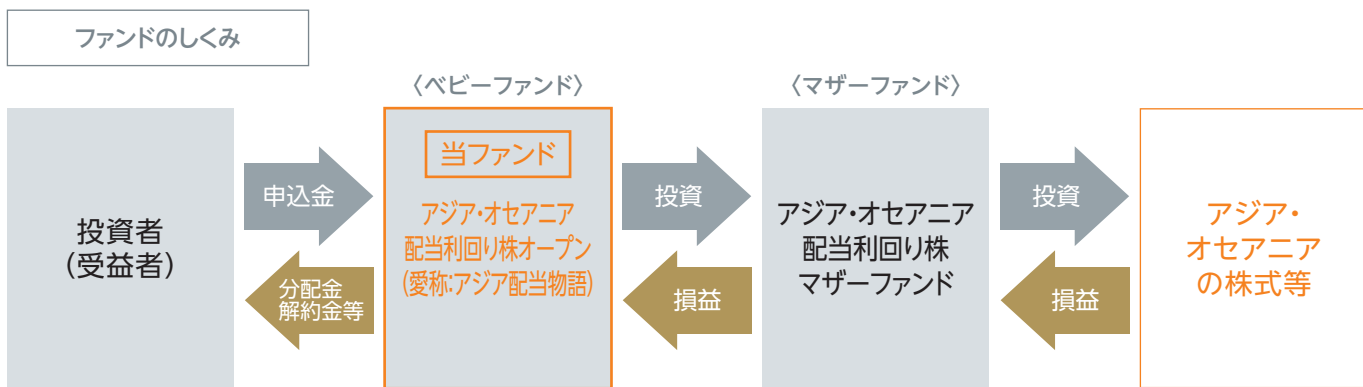 ファンドのしくみ
〈ベビーファンド〉
〈マザーファンド〉
投資者
(受益者)
申込金
分配金
解約金等
当ファンド
アジア・オセアニア
配当利回り株オープン
(愛称:アジア配当物語)
投資
損益
アジア・オセアニア
配当利回り株
マザーファンド
投資
損益
アジア・
オセアニア
の株式等